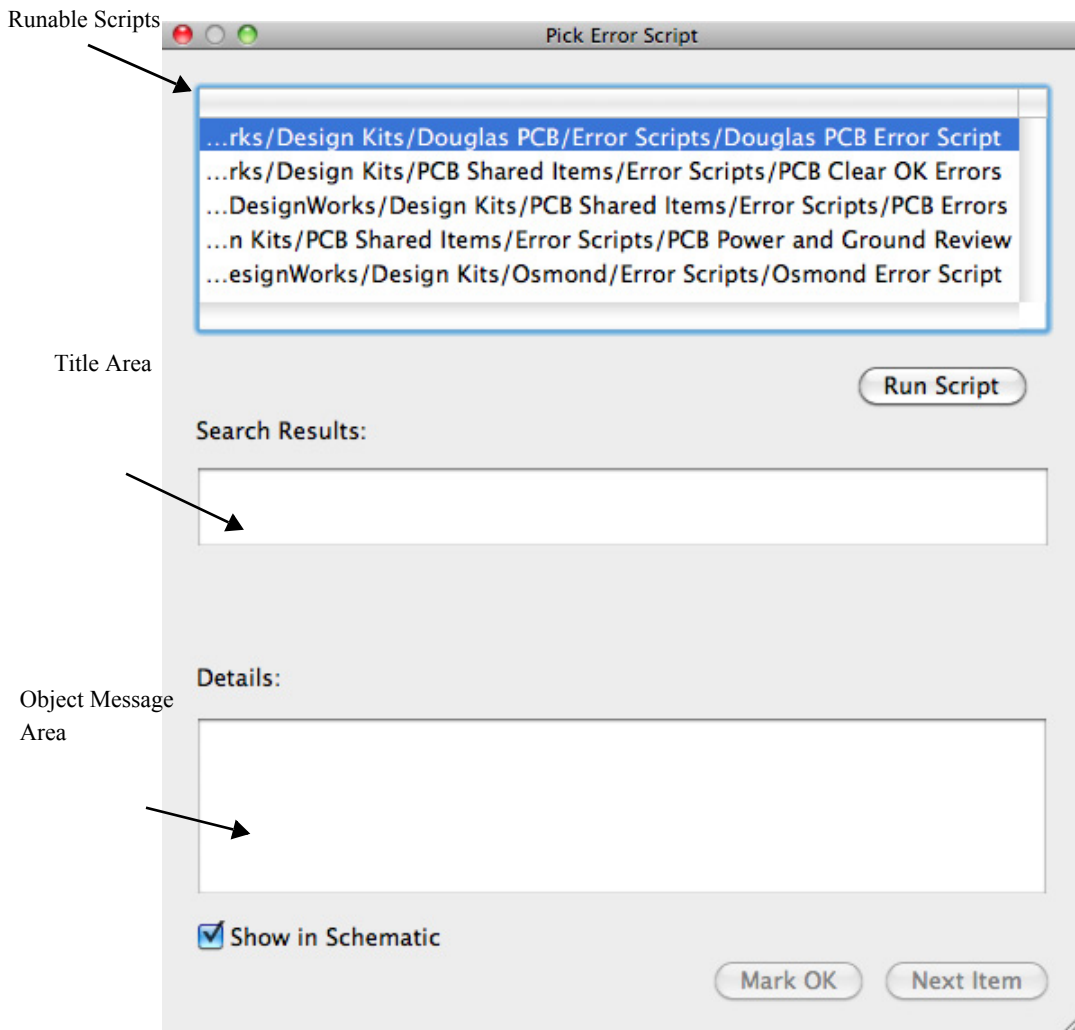 Runable Scripts
Pick Error Script
...rks/Design Kits/Douglas PCB/Error Scripts/Douglas PCB Error Script
...rks/Design Kits/PCB Shared Items/Error Scripts/PCB Clear OK Errors
...DesignWorks/Design Kits/PCB Shared Items/Error Scripts/PCB Errors
...n Kits/PCB Shared Items/Error Scripts/PCB Power and Ground Review
...esignWorks/Design Kits/Osmond/Error Scripts/Osmond Error Script
Title Area
Run Script
Search Results:
Details:
Object Message
Area
Show in Schematic
Mark OK
Next Item